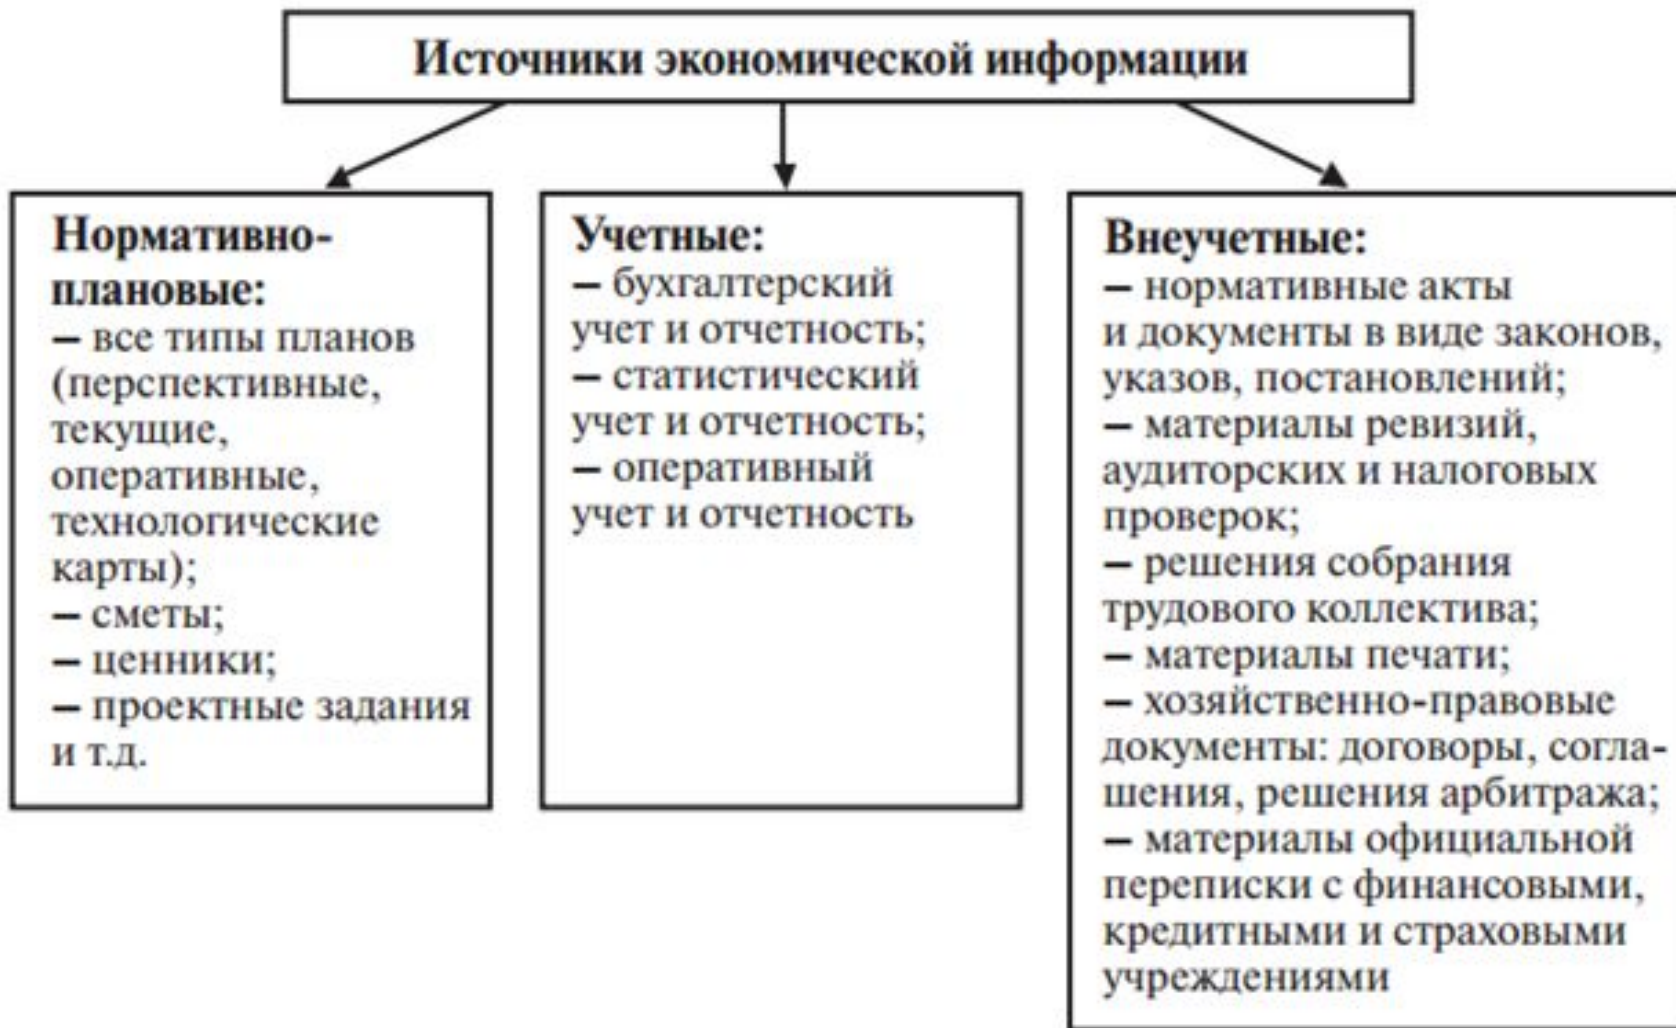 Источники экономической информации
Нормативно-
плановые:
– все типы планов
(перспективные,
текущие,
оперативные,
технологические
карты);
– сметы;
– ценники;
– проектные задания
и т.д.
Учетные:
– бухгалтерский
учет и отчетность;
– статистический
учет и отчетность;
– оперативный
учет и отчетность
Внеучетные:
– нормативные акты
и документы в виде законов,
указов, постановлений;
– материалы ревизий,
аудиторских и налоговых
проверок;
– решения собрания
трудового коллектива;
– материалы печати;
– хозяйственно-правовые
документы: договоры, согла-
шения, решения арбитража;
– материалы официальной
переписки с финансовыми,
кредитными и страховыми
учреждениями